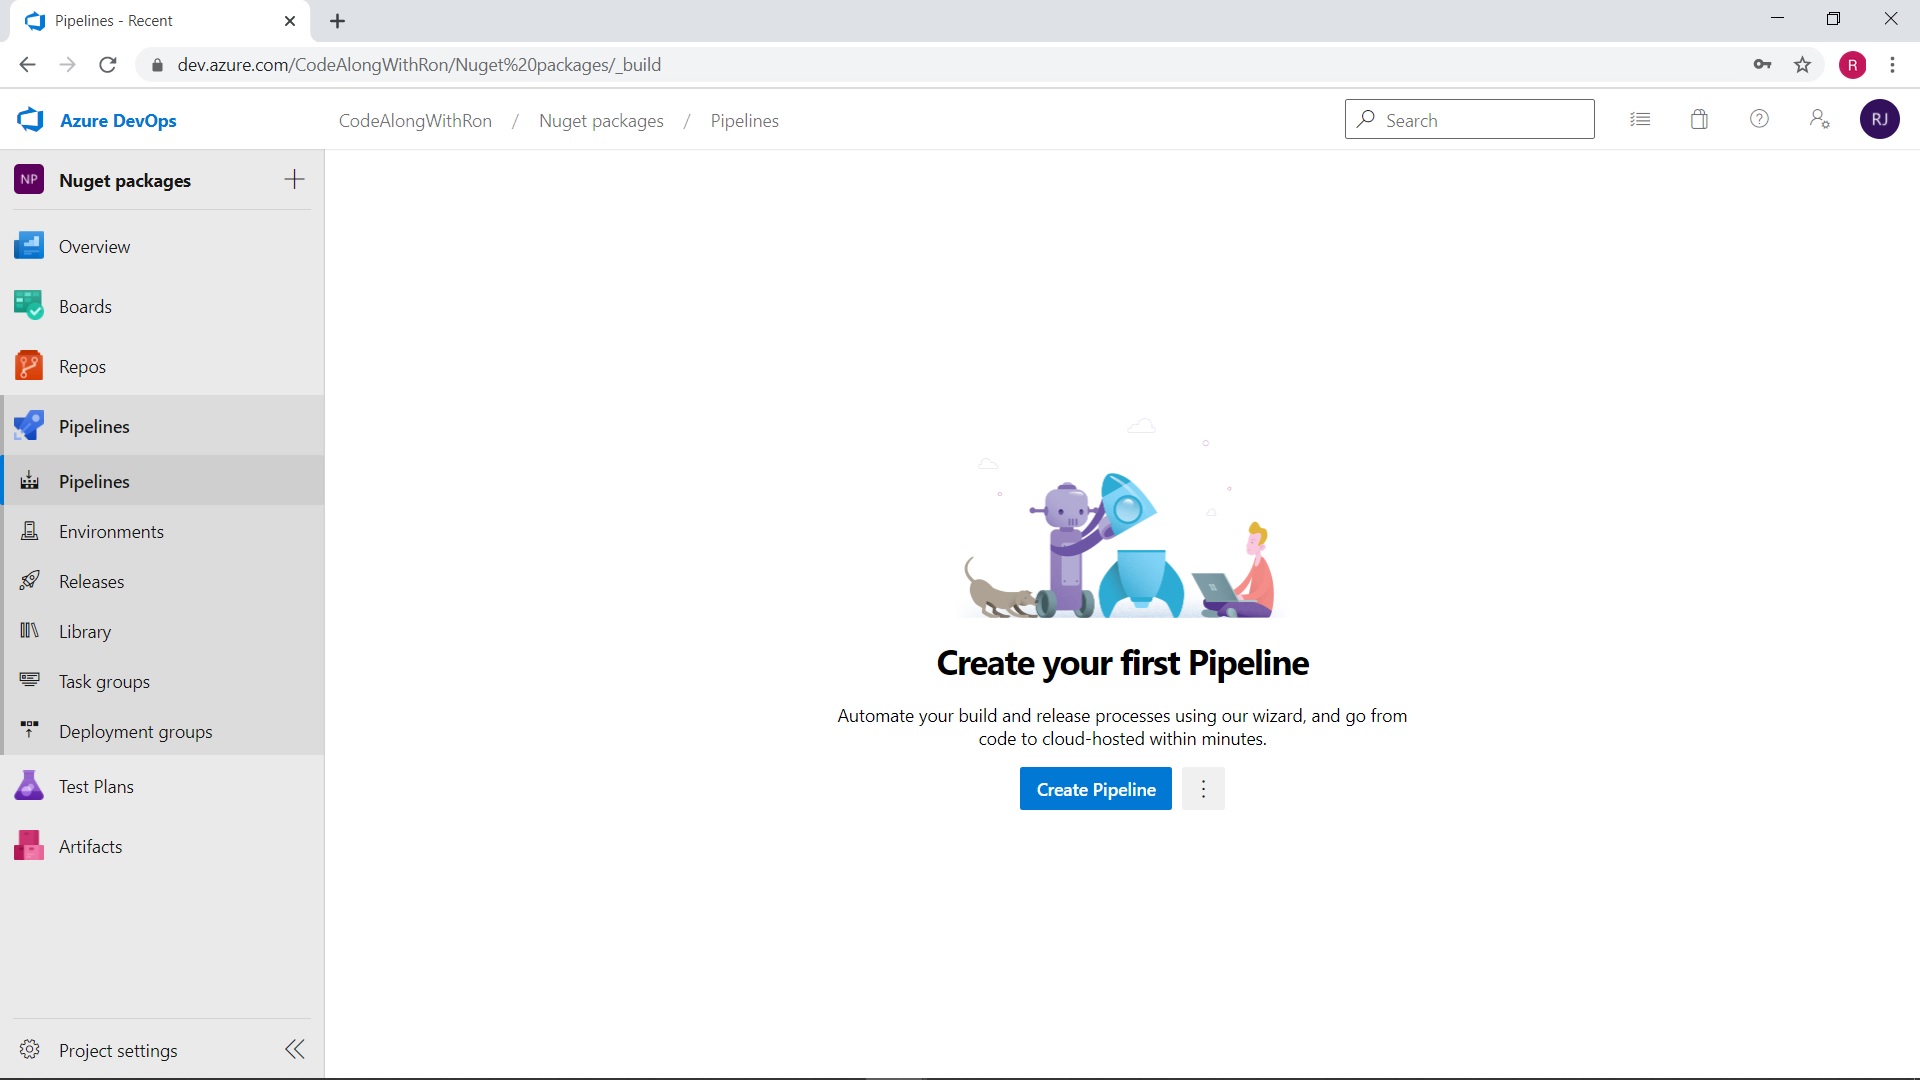 Pipelines - Recent
dev.azure.com/CodeAlongWithRon/Nuget%20packages/_build
R
Azure DevOps
CodeAlongWithRon / Nuget packages / Pipelines
Search
RJ
NP Nuget packages
Overview
Boards
Repos
Pipelines
Pipelines
Environments
Releases
Library
Task groups
Deployment groups
Test Plans
Artifacts
Project settings
Create your first Pipeline
Automate your build and release processes using our wizard, and go from
code to cloud-hosted within minutes.
Create Pipeline